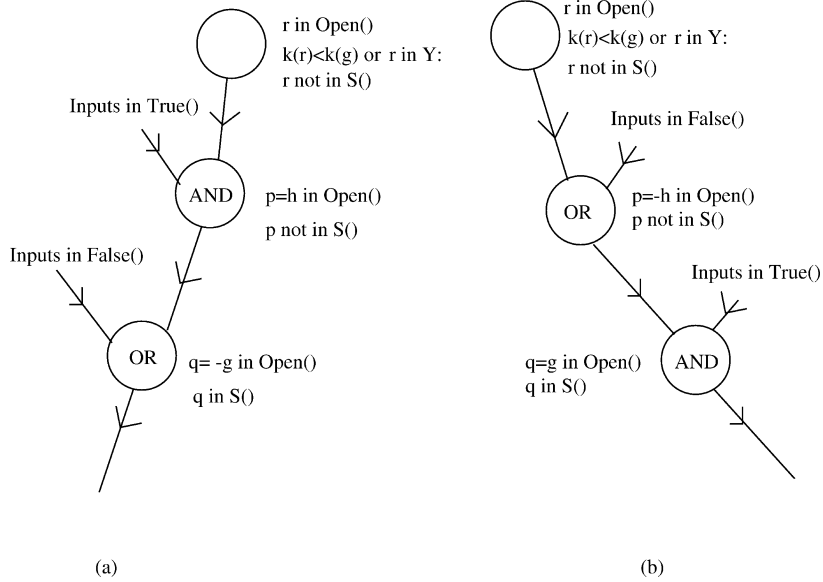 r in Open()
k(r)<k(g) or r in Y:
r not in S()
Inputs in True()
AND
p=h in Open()
p not in S()
Inputs in False()
OR
q= -g in Open()
q in S()
(a)
r in Open()
k(r)<k(g) or r in Y:
r not in S()
Inputs in False()
OR
p=-h in Open()
p not in S()
Inputs in True()
q=g in Open()
q in S()
AND
(b)